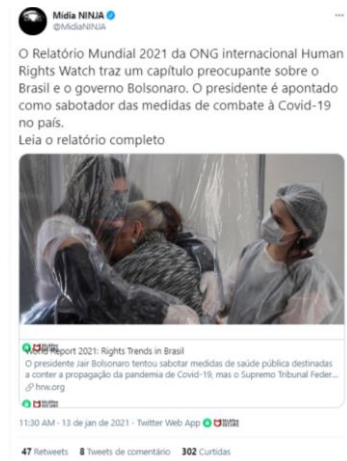 Mídia NINJA
@MidiaNINJA
O Relatório Mundial 2021 da ONG internacional Human
Rights Watch traz um capítulo preocupante sobre o
Brasil e o governo Bolsonaro. O presidente é apontado
como sabotador das medidas de combate à Covid-19
no país.
Leia o relatório completo
World Report 2021: Rights Trends in Brazil
O presidente Jair Bolsonaro tentou sabotar medidas de saúde pública destinadas
a conter a propagação da pandemia de Covid-19, mas o Supremo Tribunal Feder...
hrw.org
11:30 AM · 13 de jan de 2021 · Twitter Web App
47 Retweets 8 Tweets de comentário 302 Curtidas